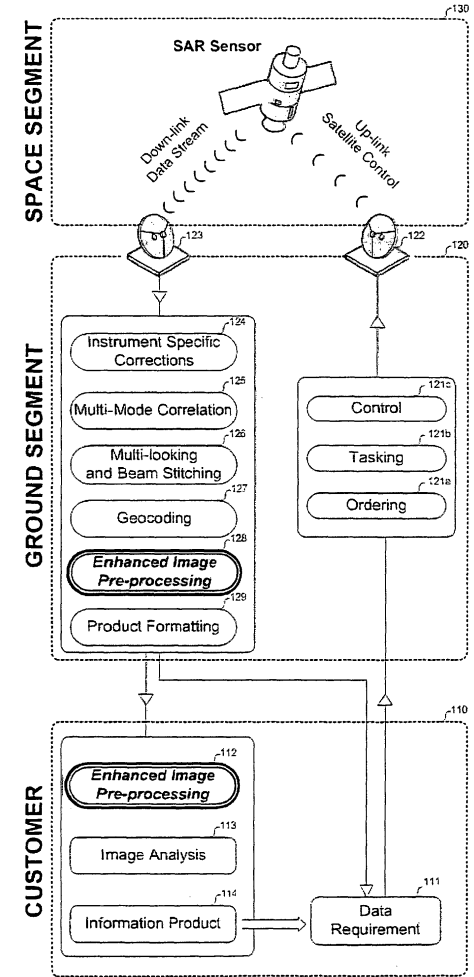 130
SPACE SEGMENT
SAR Sensor
Down-link
Data Stream
Up-link
Satellite Control
123
122
120
GROUND SEGMENT
124
Instrument Specific
Corrections
125
Multi-Mode Correlation
126
Multi-looking
and Beam Stitching
127
Geocoding
128
Enhanced Image
Pre-processing
129
Product Formatting
121c
Control
121b
Tasking
121a
Ordering
110
CUSTOMER
112
Enhanced Image
Pre-processing
113
Image Analysis
114
Information Product
111
Data
Requirement